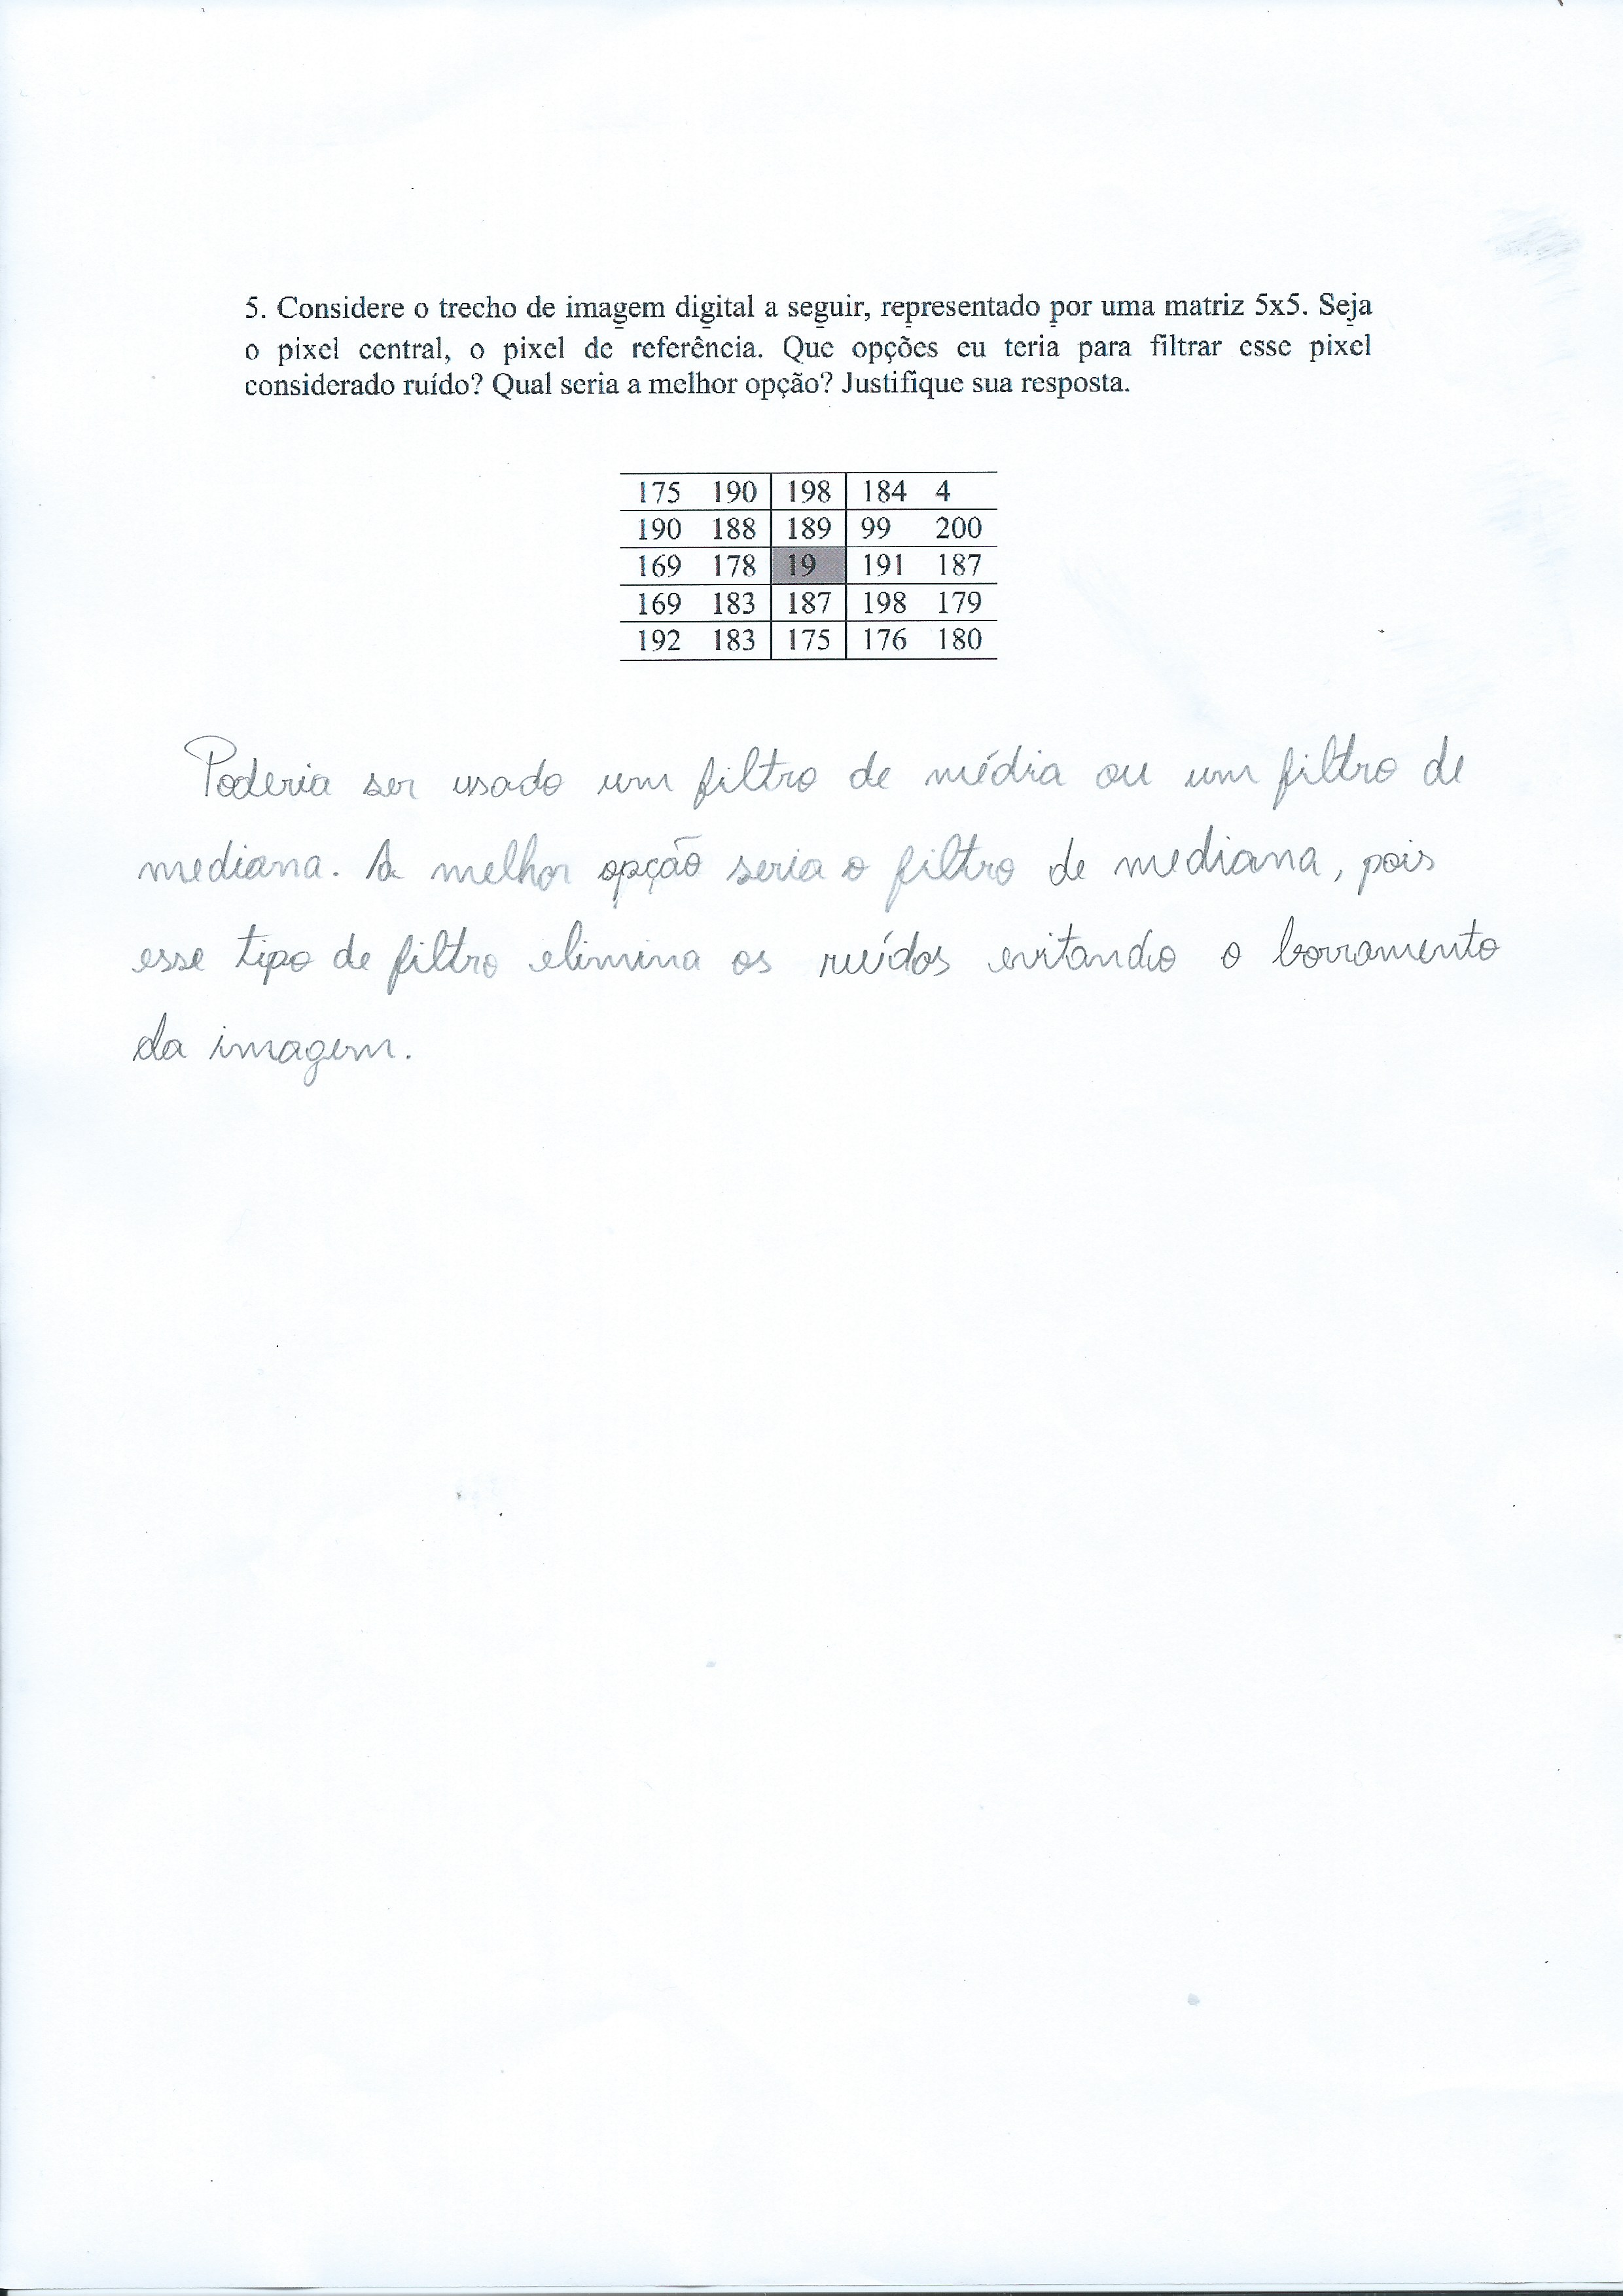 5. Considere o trecho de imagem digital a seguir, representado por uma matriz 5x5. Seja
o pixel central, o pixel de referência. Que opções eu teria para filtrar esse pixel
considerado ruído? Qual seria a melhor opção? Justifique sua resposta.
175 190 198 184 4
190 188 189 99 200
169 178 19 191 187
169 183 187 198 179
192 183 175 176 180
Poderia ser usado um filtro de média ou um filtro de
mediana. A melhor opção seria o filtro de mediana, pois
esse tipo de filtro elimina os ruídos evitando o borramento
da imagem.